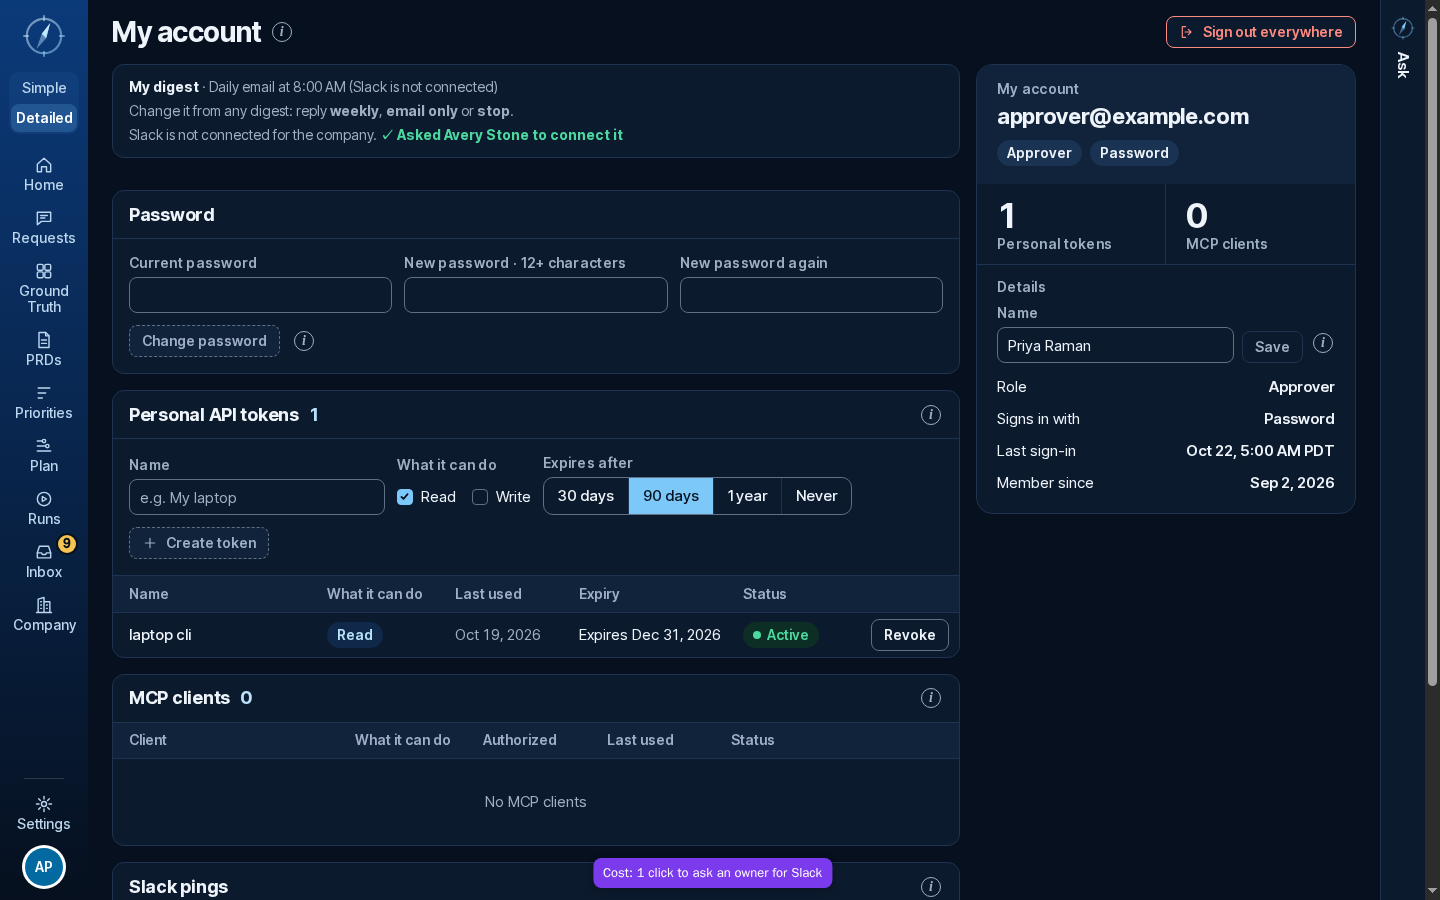 My account i
Sign out everywhere
Ask
Simple
Detailed
Home
Requests
Ground
Truth
PRDs
Priorities
Plan
Runs
9
Inbox
Company
Settings
AP
My digest · Daily email at 8:00 AM (Slack is not connected)
Change it from any digest: reply weekly, email only or stop.
Slack is not connected for the company. ✓ Asked Avery Stone to connect it
Password
Current password
New password · 12+ characters
New password again
Change password i
Personal API tokens 1 i
Name
What it can do
Expires after
e.g. My laptop
Read
Write
30 days
90 days
1 year
Never
+ Create token
Name What it can do Last used Expiry Status
laptop cli Read Oct 19, 2026 Expires Dec 31, 2026 Active Revoke
MCP clients 0 i
Client What it can do Authorized Last used Status
No MCP clients
Slack pings i
Cost: 1 click to ask an owner for Slack
My account
approver@example.com
Approver Password
1 0
Personal tokens MCP clients
Details
Name
Priya Raman Save i
Role Approver
Signs in with Password
Last sign-in Oct 22, 5:00 AM PDT
Member since Sep 2, 2026